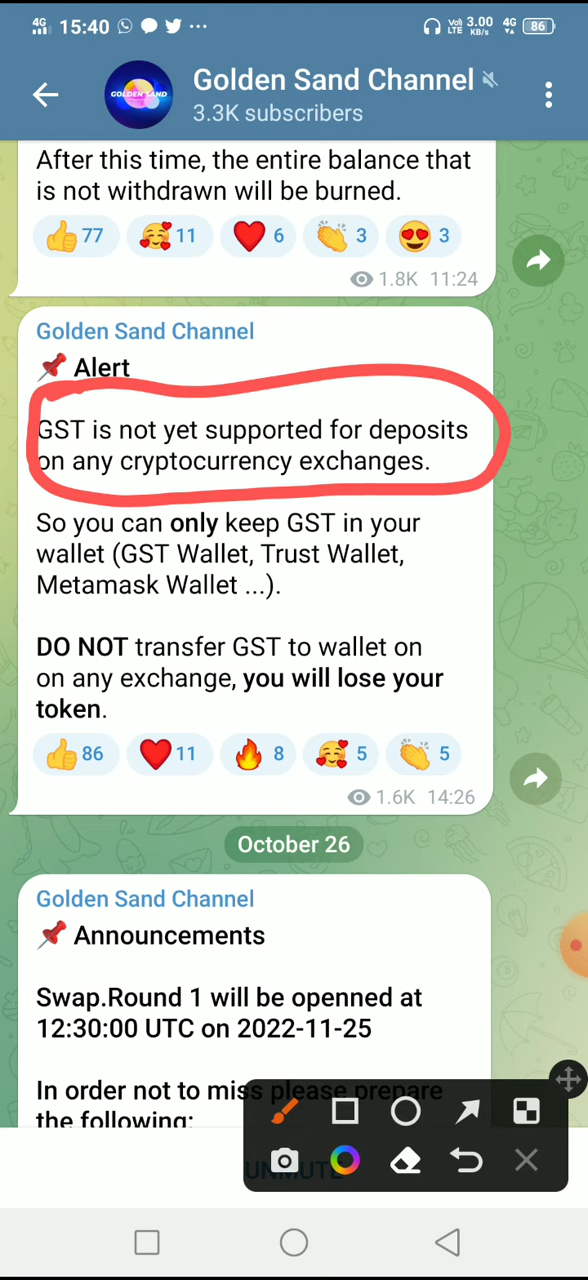 4G 15:40 ... VoLTE 3.00 KB/s 4G 86
GOLDEN SAND
Golden Sand Channel
3.3K subscribers
After this time, the entire balance that
is not withdrawn will be burned.
👍 77 🥰 11 ❤️ 6 👏 3 😍 3
1.8K 11:24
Golden Sand Channel
📌 Alert
GST is not yet supported for deposits
on any cryptocurrency exchanges.
So you can only keep GST in your
wallet (GST Wallet, Trust Wallet,
Metamask Wallet ...).
DO NOT transfer GST to wallet on
on any exchange, you will lose your
token.
👍 86 ❤️ 11 🔥 8 🥰 5 👏 5
1.6K 14:26
October 26
Golden Sand Channel
📌 Announcements
Swap.Round 1 will be openned at
12:30:00 UTC on 2022-11-25
In order not to miss please prepare
the following:
UNMUTE